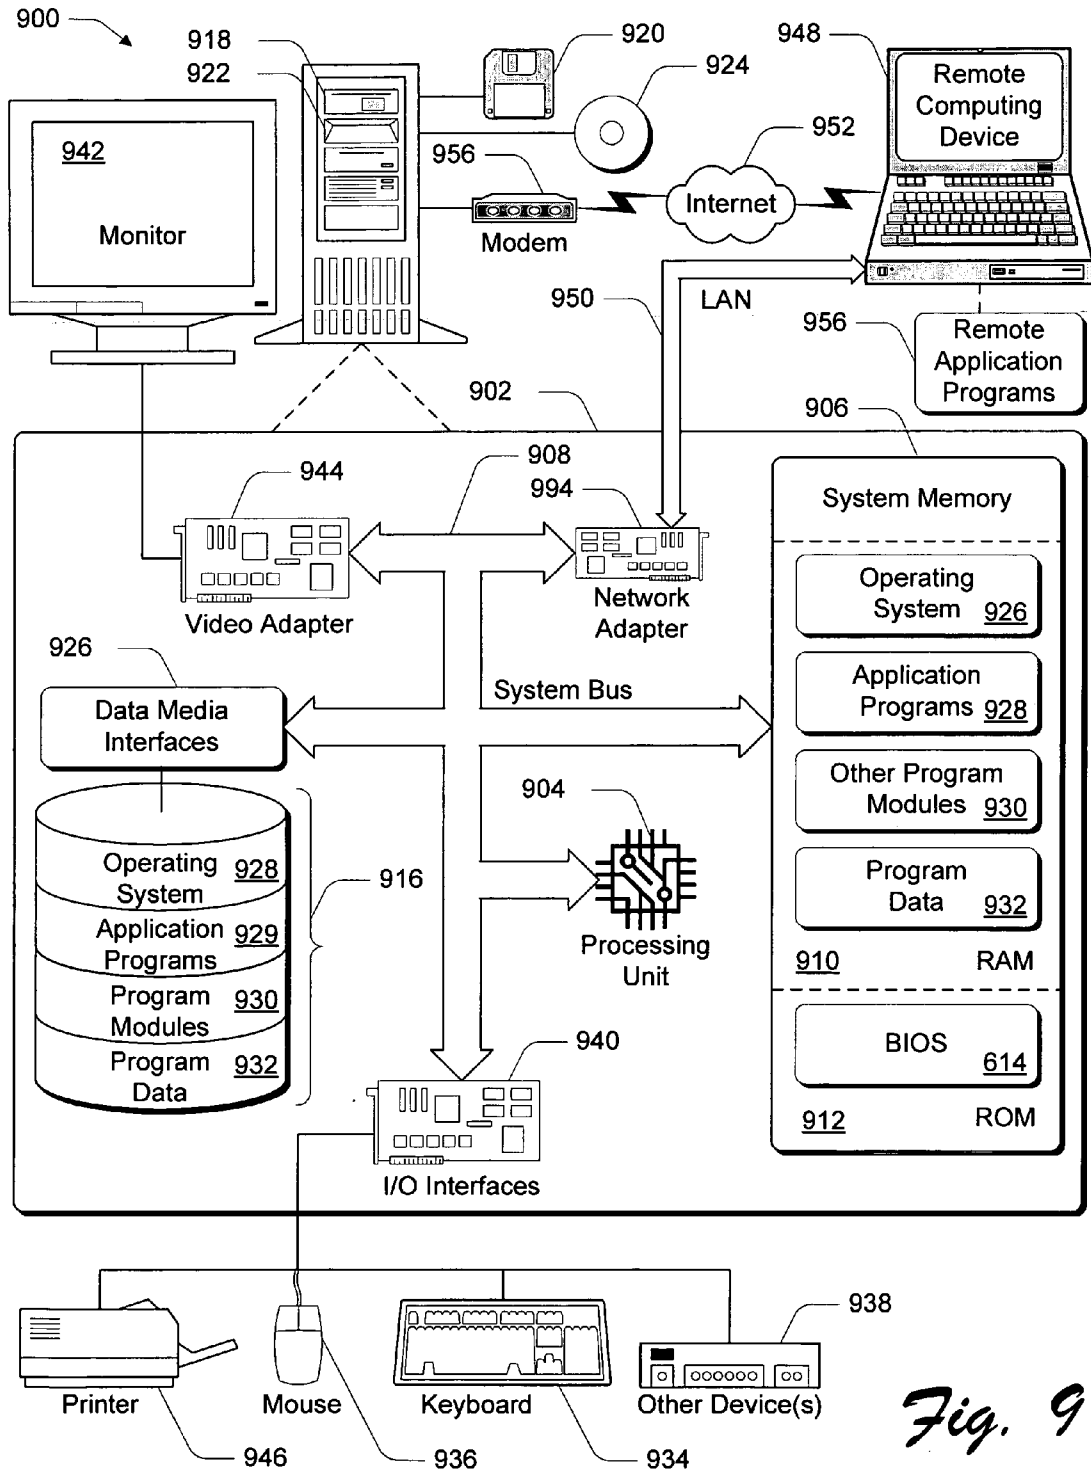 900
918
922
920
924
948
Remote
Computing
Device
942
Monitor
956
Modem
952
Internet
950
LAN
956
Remote
Application
Programs
902
906
944
908
994
System Memory
Video Adapter
Network
Adapter
Operating
System 926
926
Data Media
Interfaces
System Bus
Application
Programs 928
904
Other Program
Modules 930
Operating
System 928
916
Processing
Unit
Program
Data 932
Application
Programs 929
910 RAM
Program
Modules 930
Program
Data 932
940
BIOS 614
912 ROM
I/O Interfaces
938
Printer
Mouse
Keyboard
Other Device(s)
946
936
934
Fig. 9